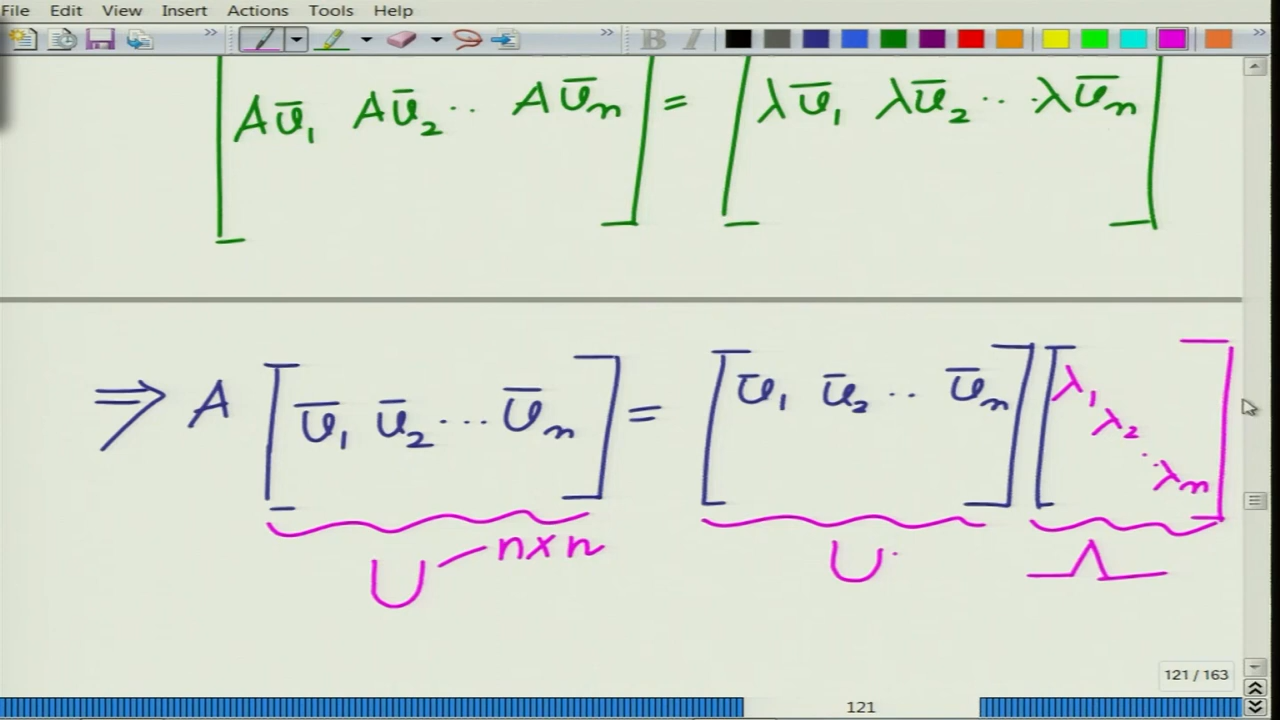 File Edit View Insert Actions Tools Help
B I
[Aū₁ Aū₂ ·· Aūₙ] = [λū₁ λū₂ ·· ·λūₙ]
⇒ A [ū₁ ū₂ ··· ūₙ] = [ū₁ ū₂ ·· ūₙ] [λ₁ λ₂ ·· λₙ]
U n×n U· Λ
121 / 163
121